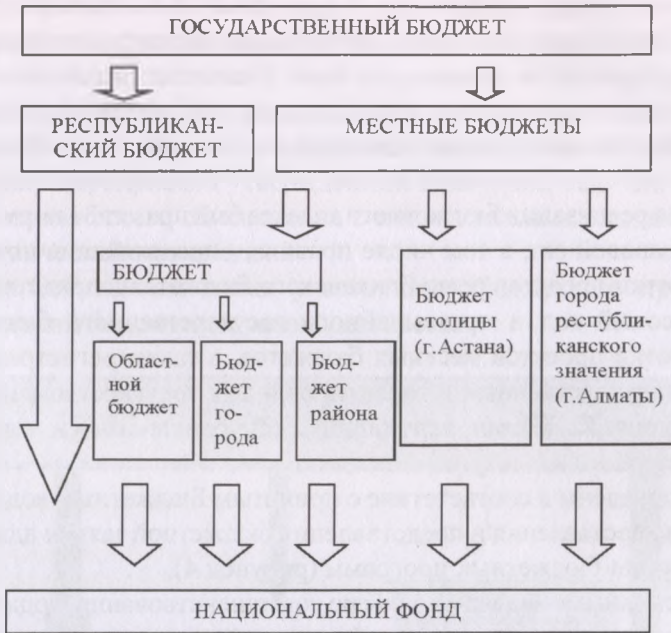 ГОСУДАРСТВЕННЫЙ БЮДЖЕТ
РЕСПУБЛИКАН-
СКИЙ БЮДЖЕТ
МЕСТНЫЕ БЮДЖЕТЫ
БЮДЖЕТ
Област-
ной
бюджет
Бюд-
жет
го-
рода
Бюд-
жет
района
Бюджет
столицы
(г.Астана)
Бюджет
города
республи-
канского
значения
(г.Алматы)
НАЦИОНАЛЬНЫЙ ФОНД